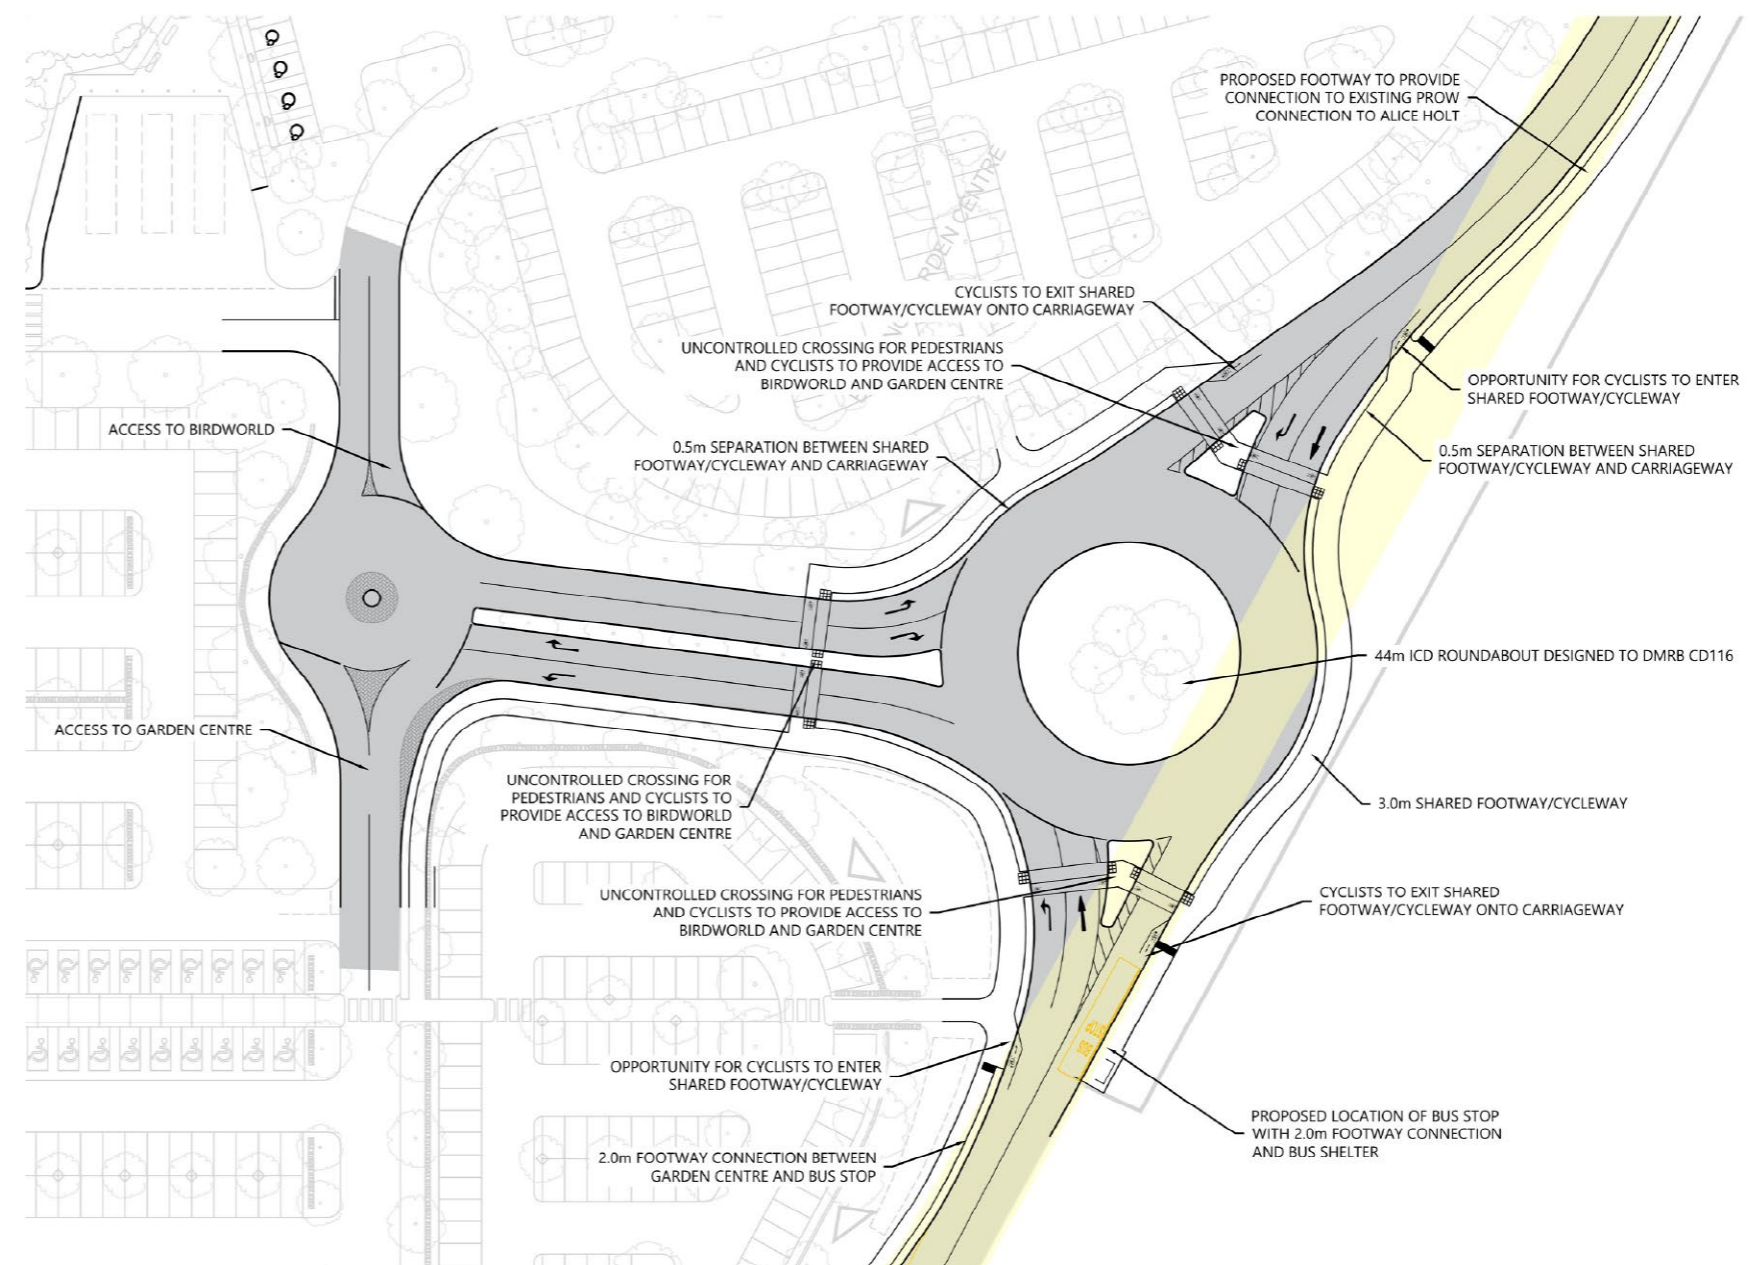 PROPOSED FOOTWAY TO PROVIDE
CONNECTION TO EXISTING PROW
CONNECTION TO ALICE HOLT
CYCLISTS TO EXIT SHARED
FOOTWAY/CYCLEWAY ONTO CARRIAGEWAY
UNCONTROLLED CROSSING FOR PEDESTRIANS
AND CYCLISTS TO PROVIDE ACCESS TO
BIRDWORLD AND GARDEN CENTRE
OPPORTUNITY FOR CYCLISTS TO ENTER
SHARED FOOTWAY/CYCLEWAY
ACCESS TO BIRDWORLD
0.5m SEPARATION BETWEEN SHARED
FOOTWAY/CYCLEWAY AND CARRIAGEWAY
0.5m SEPARATION BETWEEN SHARED
FOOTWAY/CYCLEWAY AND CARRIAGEWAY
44m ICD ROUNDABOUT DESIGNED TO DMRB CD116
ACCESS TO GARDEN CENTRE
UNCONTROLLED CROSSING FOR
PEDESTRIANS AND CYCLISTS TO
PROVIDE ACCESS TO BIRDWORLD
AND GARDEN CENTRE
3.0m SHARED FOOTWAY/CYCLEWAY
UNCONTROLLED CROSSING FOR PEDESTRIANS
AND CYCLISTS TO PROVIDE ACCESS TO
BIRDWORLD AND GARDEN CENTRE
CYCLISTS TO EXIT SHARED
FOOTWAY/CYCLEWAY ONTO CARRIAGEWAY
BUS STOP
OPPORTUNITY FOR CYCLISTS TO ENTER
SHARED FOOTWAY/CYCLEWAY
PROPOSED LOCATION OF BUS STOP
WITH 2.0m FOOTWAY CONNECTION
AND BUS SHELTER
2.0m FOOTWAY CONNECTION BETWEEN
GARDEN CENTRE AND BUS STOP
CENTRE